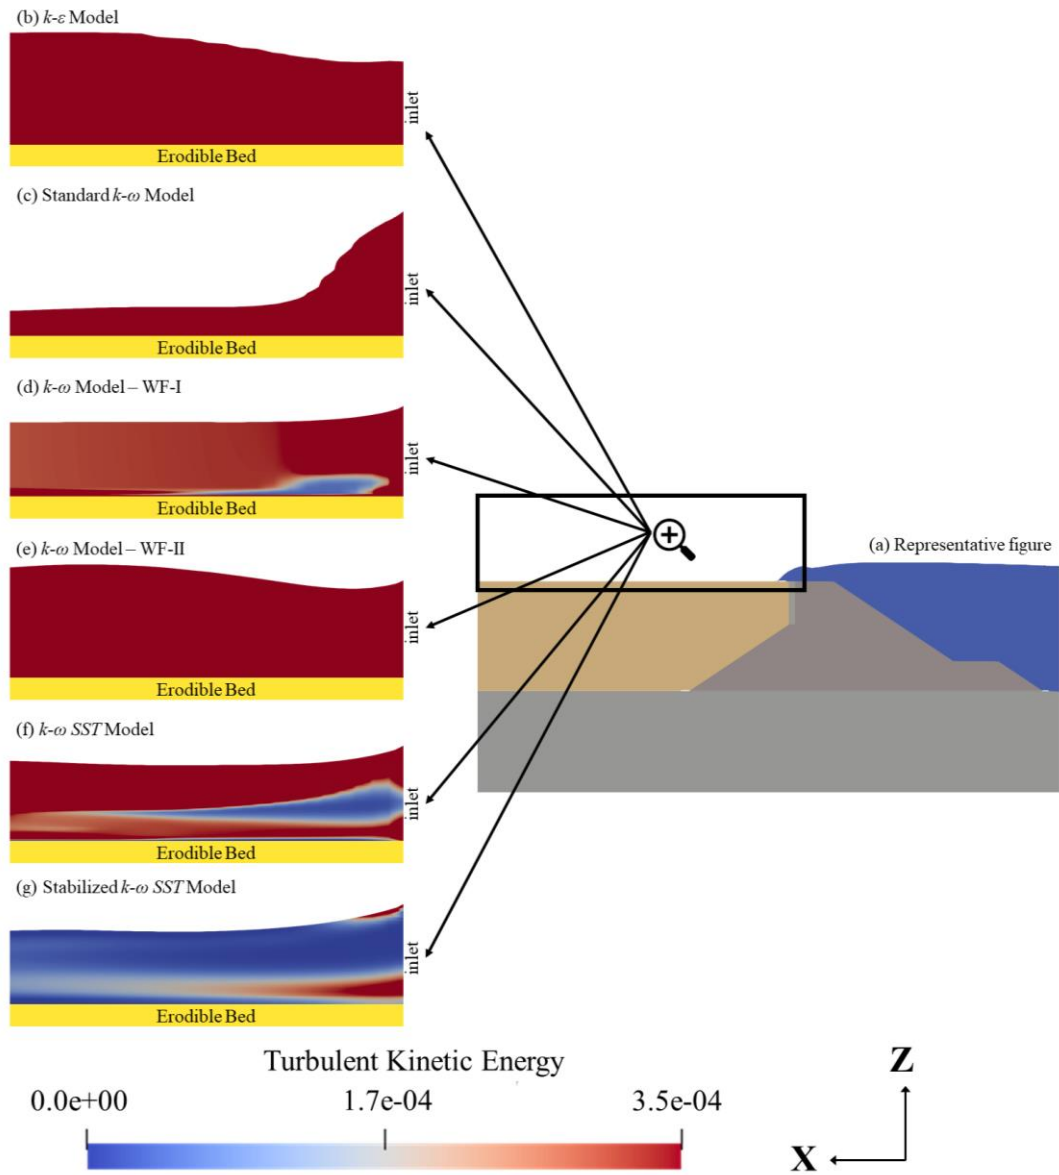 (b) k-ε Model
inlet
Erodible Bed
(c) Standard k-ω Model
inlet
Erodible Bed
(d) k-ω Model – WF-I
inlet
Erodible Bed
(e) k-ω Model – WF-II
inlet
Erodible Bed
(f) k-ω SST Model
inlet
Erodible Bed
(g) Stabilized k-ω SST Model
inlet
Erodible Bed
(a) Representative figure
Turbulent Kinetic Energy
0.0e+00 1.7e-04 3.5e-04
Z
X